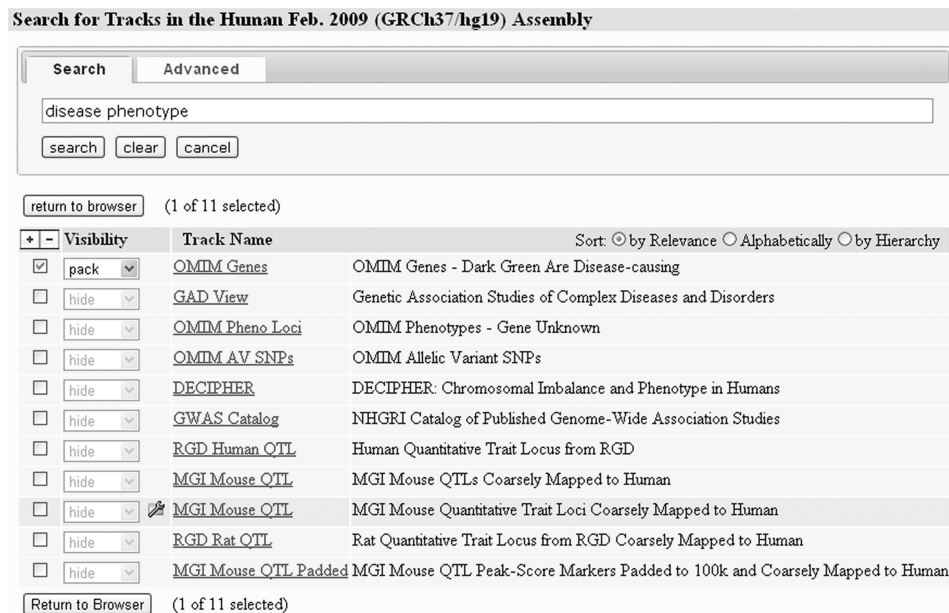 Search for Tracks in the Human Feb. 2009 (GRCh37/hg19) Assembly
Search Advanced
disease phenotype
search clear cancel
return to browser (1 of 11 selected)
+ - Visibility Track Name Sort: by Relevance Alphabetically by Hierarchy
pack OMIM Genes OMIM Genes - Dark Green Are Disease-causing
hide GAD View Genetic Association Studies of Complex Diseases and Disorders
hide OMIM Pheno Loci OMIM Phenotypes - Gene Unknown
hide OMIM AV SNPs OMIM Allelic Variant SNPs
hide DECIPHER DECIPHER: Chromosomal Imbalance and Phenotype in Humans
hide GWAS Catalog NHGRI Catalog of Published Genome-Wide Association Studies
hide RGD Human QTL Human Quantitative Trait Locus from RGD
hide MGI Mouse QTL MGI Mouse QTLs Coarsely Mapped to Human
hide MGI Mouse QTL MGI Mouse Quantitative Trait Loci Coarsely Mapped to Human
hide RGD Rat QTL Rat Quantitative Trait Locus from RGD Coarsely Mapped to Human
hide MGI Mouse QTL Padded MGI Mouse QTL Peak-Score Markers Padded to 100k and Coarsely Mapped to Human
Return to Browser (1 of 11 selected)